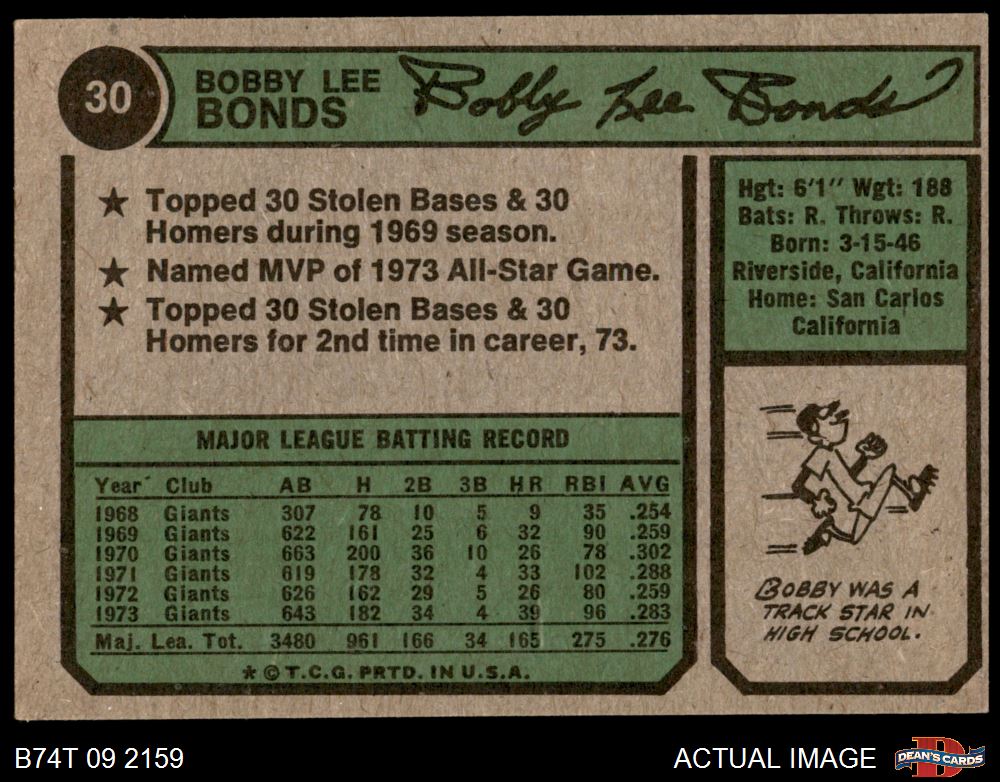 30
BOBBY LEE
BONDS
Bobby Lee Bonds
★ Topped 30 Stolen Bases & 30
Homers during 1969 season.
★ Named MVP of 1973 All-Star Game.
★ Topped 30 Stolen Bases & 30
Homers for 2nd time in career, 73.
Hgt: 6'1" Wgt: 188
Bats: R. Throws: R.
Born: 3-15-46
Riverside, California
Home: San Carlos
California
MAJOR LEAGUE BATTING RECORD
Year Club AB H 2B 3B HR RBI AVG
1968 Giants 307 78 10 5 9 35 .254
1969 Giants 622 161 25 6 32 90 .259
1970 Giants 663 200 36 10 26 78 .302
1971 Giants 619 178 32 4 33 102 .288
1972 Giants 626 162 29 5 26 80 .259
1973 Giants 643 182 34 4 39 96 .283
Maj. Lea. Tot. 3480 961 166 34 165 275 .276
* © T.C.G. PRTD. IN U.S.A.
BOBBY WAS A
TRACK STAR IN
HIGH SCHOOL.
B74T 09 2159
ACTUAL IMAGE
D
DEAN'S CARDS